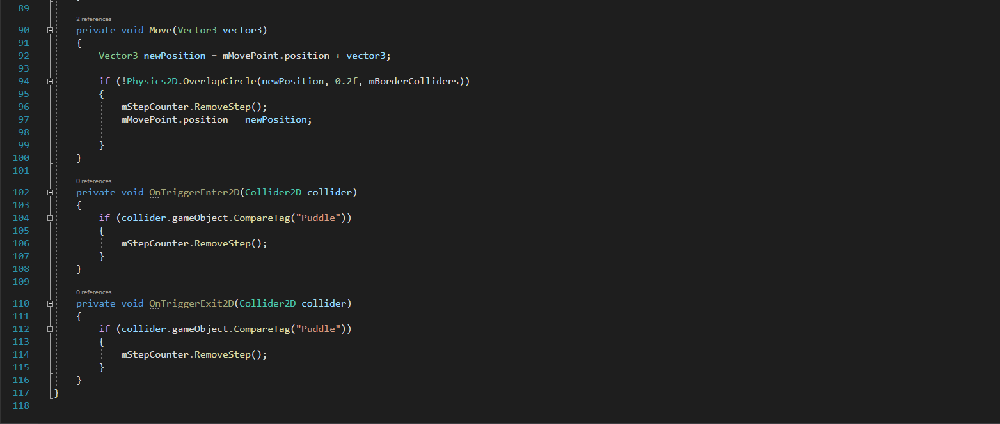 89
2 references
90 private void Move(Vector3 vector3)
91 {
92 Vector3 newPosition = mMovePoint.position + vector3;
93
94 if (!Physics2D.OverlapCircle(newPosition, 0.2f, mBorderColliders))
95 {
96 mStepCounter.RemoveStep();
97 mMovePoint.position = newPosition;
98
99 }
100 }
101
0 references
102 private void OnTriggerEnter2D(Collider2D collider)
103 {
104 if (collider.gameObject.CompareTag("Puddle"))
105 {
106 mStepCounter.RemoveStep();
107 }
108 }
109
0 references
110 private void OnTriggerExit2D(Collider2D collider)
111 {
112 if (collider.gameObject.CompareTag("Puddle"))
113 {
114 mStepCounter.RemoveStep();
115 }
116 }
117 }
118